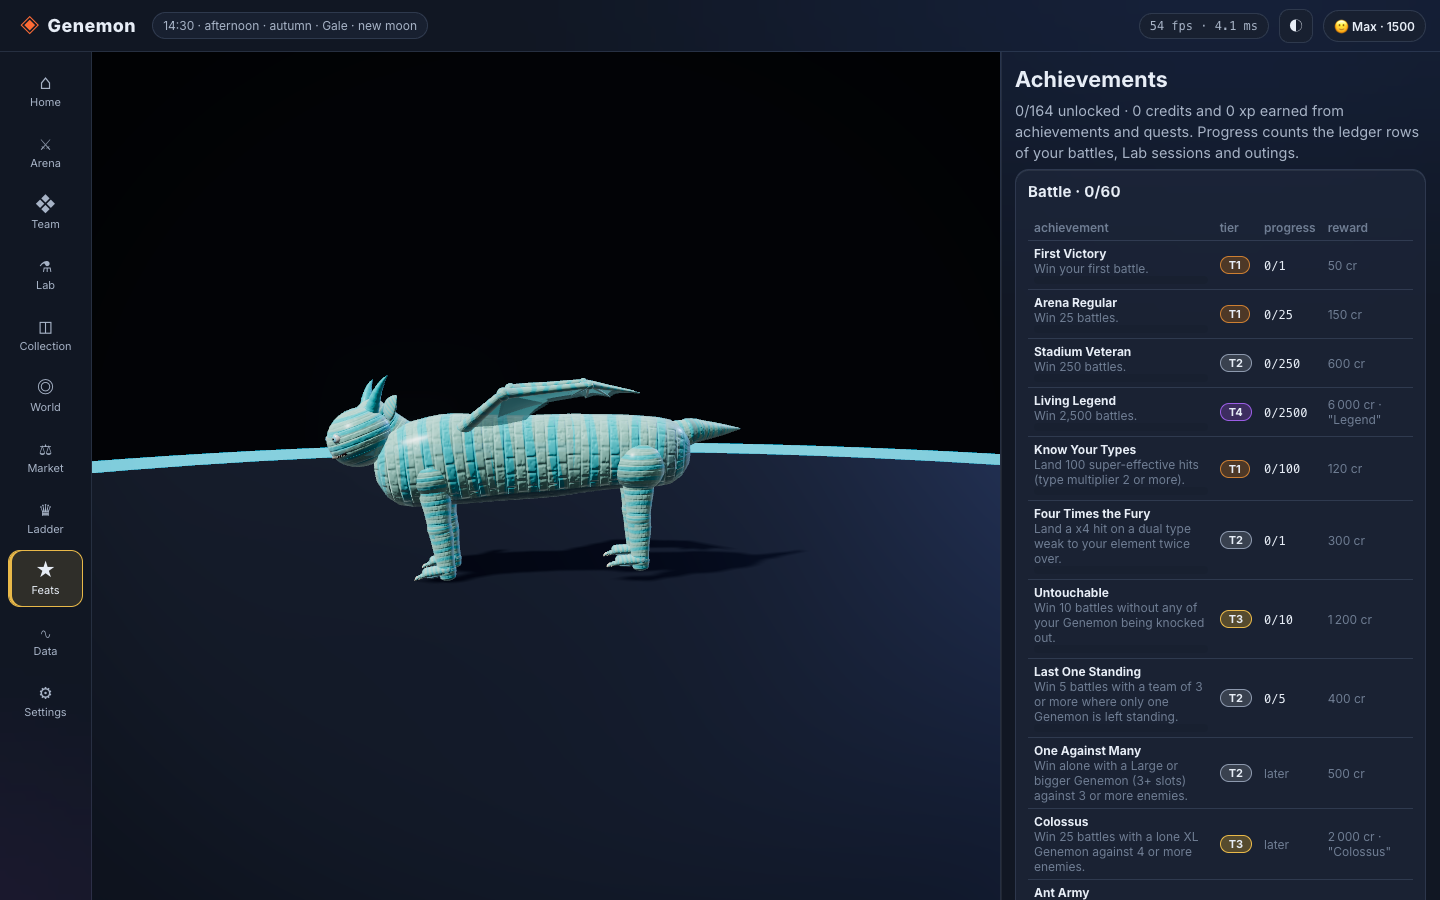 Genemon
14:30 · afternoon · autumn · Gale · new moon
54 fps · 4.1 ms
Max · 1500
Home
Arena
Team
Lab
Collection
World
Market
Ladder
Feats
Data
Settings
Achievements
0/164 unlocked · 0 credits and 0 xp earned from
achievements and quests. Progress counts the ledger rows
of your battles, Lab sessions and outings.
Battle · 0/60
achievement tier progress reward
First Victory
Win your first battle.
T1 0/1 50 cr
Arena Regular
Win 25 battles.
T1 0/25 150 cr
Stadium Veteran
Win 250 battles.
T2 0/250 600 cr
Living Legend
Win 2,500 battles.
T4 0/2500 6 000 cr ·
"Legend"
Know Your Types
Land 100 super-effective hits
(type multiplier 2 or more).
T1 0/100 120 cr
Four Times the Fury
Land a x4 hit on a dual type
weak to your element twice
over.
T2 0/1 300 cr
Untouchable
Win 10 battles without any of
your Genemon being knocked
out.
T3 0/10 1 200 cr
Last One Standing
Win 5 battles with a team of 3
or more where only one
Genemon is left standing.
T2 0/5 400 cr
One Against Many
Win alone with a Large or
bigger Genemon (3+ slots)
against 3 or more enemies.
T2 later 500 cr
Colossus
Win 25 battles with a lone XL
Genemon against 4 or more
enemies.
T3 later 2 000 cr ·
"Colossus"
Ant Army